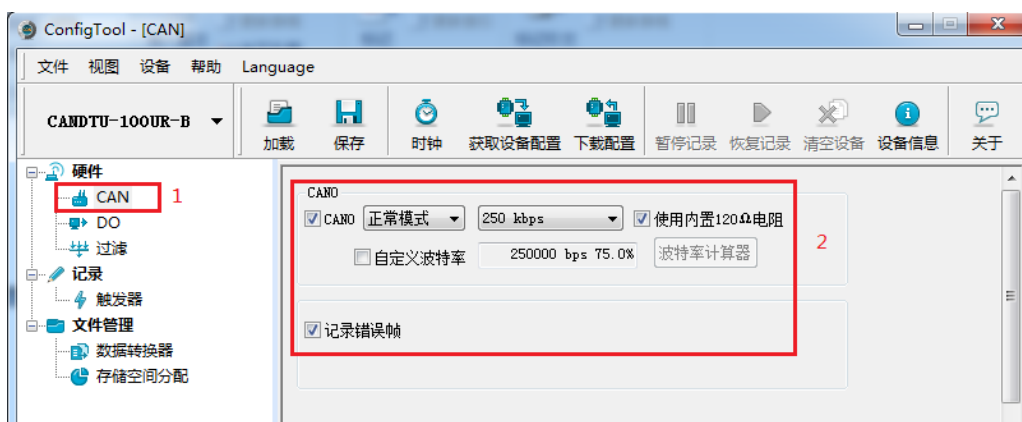 ConfigTool - [CAN]
文件 视图 设备 帮助 Language
CANDTU-100UR-B 加载 保存 时钟 获取设备配置 下载配置 暂停记录 恢复记录 清空设备 设备信息 关于
硬件
CAN 1
DO
过滤
记录
触发器
文件管理
数据转换器
存储空间分配
CAN0
CAN0 正常模式 250 kbps 使用内置120Ω电阻
自定义波特率 250000 bps 75.0% 波特率计算器
2
记录错误帧